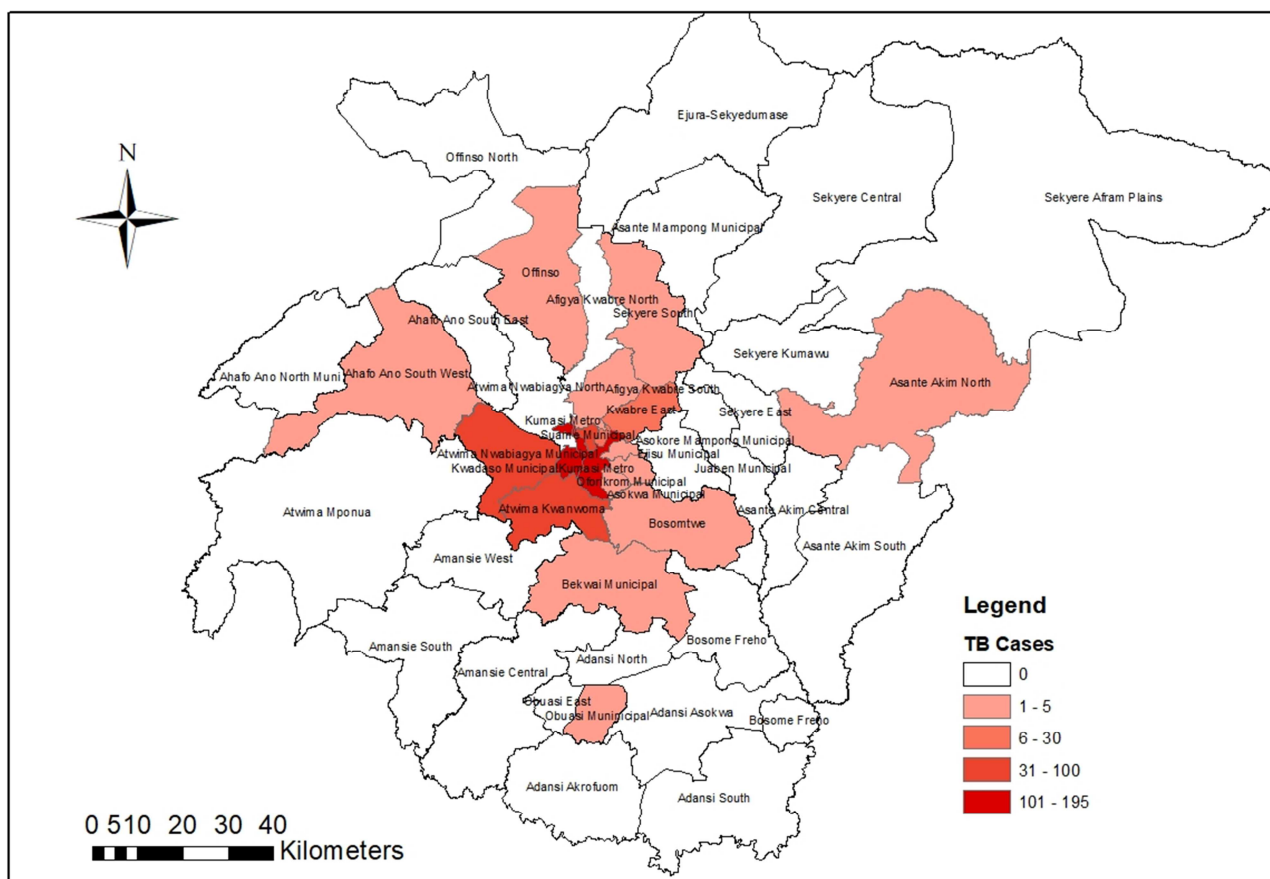 Ejura-Sekyedumase
N
Offinso North
Sekyere Central
Sekyere Afram Plains
Asante Mampong Municipal
Offinso
Afigya Kwabre North
Sekyere South
Ahafo Ano South East
Sekyere Kumawu
Ahafo Ano North Muni
Ahafo Ano South West
Atwima Nwabiagya North
Afigya Kwabre South
Asante Akim North
Kwabre East
Sekyere East
Kumasi Metro
Suame Municipal
Asokore Mampong Municipal
Atwima Nwabiagya Municipal
Ejisu Municipal
Kwadaso Municipal
Kumasi Metro
Juaben Municipal
Oforikrom Municipal
Asokwa Municipal
Atwima Mponua
Atwima Kwanwoma
Bosomtwe
Asante Akim Central
Asante Akim South
Amansie West
Bekwai Municipal
Amansie South
Bosome Freho
Adansi North
Amansie Central
Obuasi East
Obuasi Muninicipal
Adansi Asokwa
Bosome Freho
Adansi Akrofuom
Adansi South
Legend
TB Cases
0
1 - 5
6 - 30
31 - 100
101 - 195
0 5 10 20 30 40
Kilometers